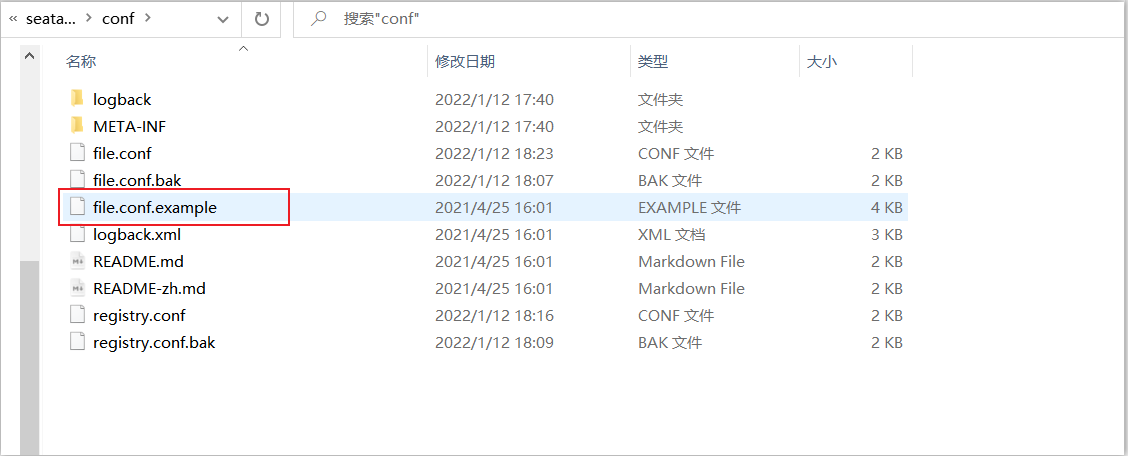 « seata... > conf > 搜索"conf"
名称 修改日期 类型 大小
logback 2022/1/12 17:40 文件夹
META-INF 2022/1/12 17:40 文件夹
file.conf 2022/1/12 18:23 CONF 文件 2 KB
file.conf.bak 2022/1/12 18:07 BAK 文件 2 KB
file.conf.example 2021/4/25 16:01 EXAMPLE 文件 4 KB
logback.xml 2021/4/25 16:01 XML 文档 3 KB
README.md 2021/4/25 16:01 Markdown File 2 KB
README-zh.md 2021/4/25 16:01 Markdown File 2 KB
registry.conf 2022/1/12 18:16 CONF 文件 2 KB
registry.conf.bak 2022/1/12 18:09 BAK 文件 2 KB